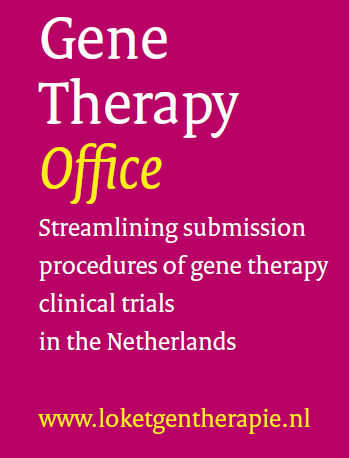 Gene
Therapy
Office
Streamlining submission
procedures of gene therapy
clinical trials
in the Netherlands
www.loketgentherapie.nl